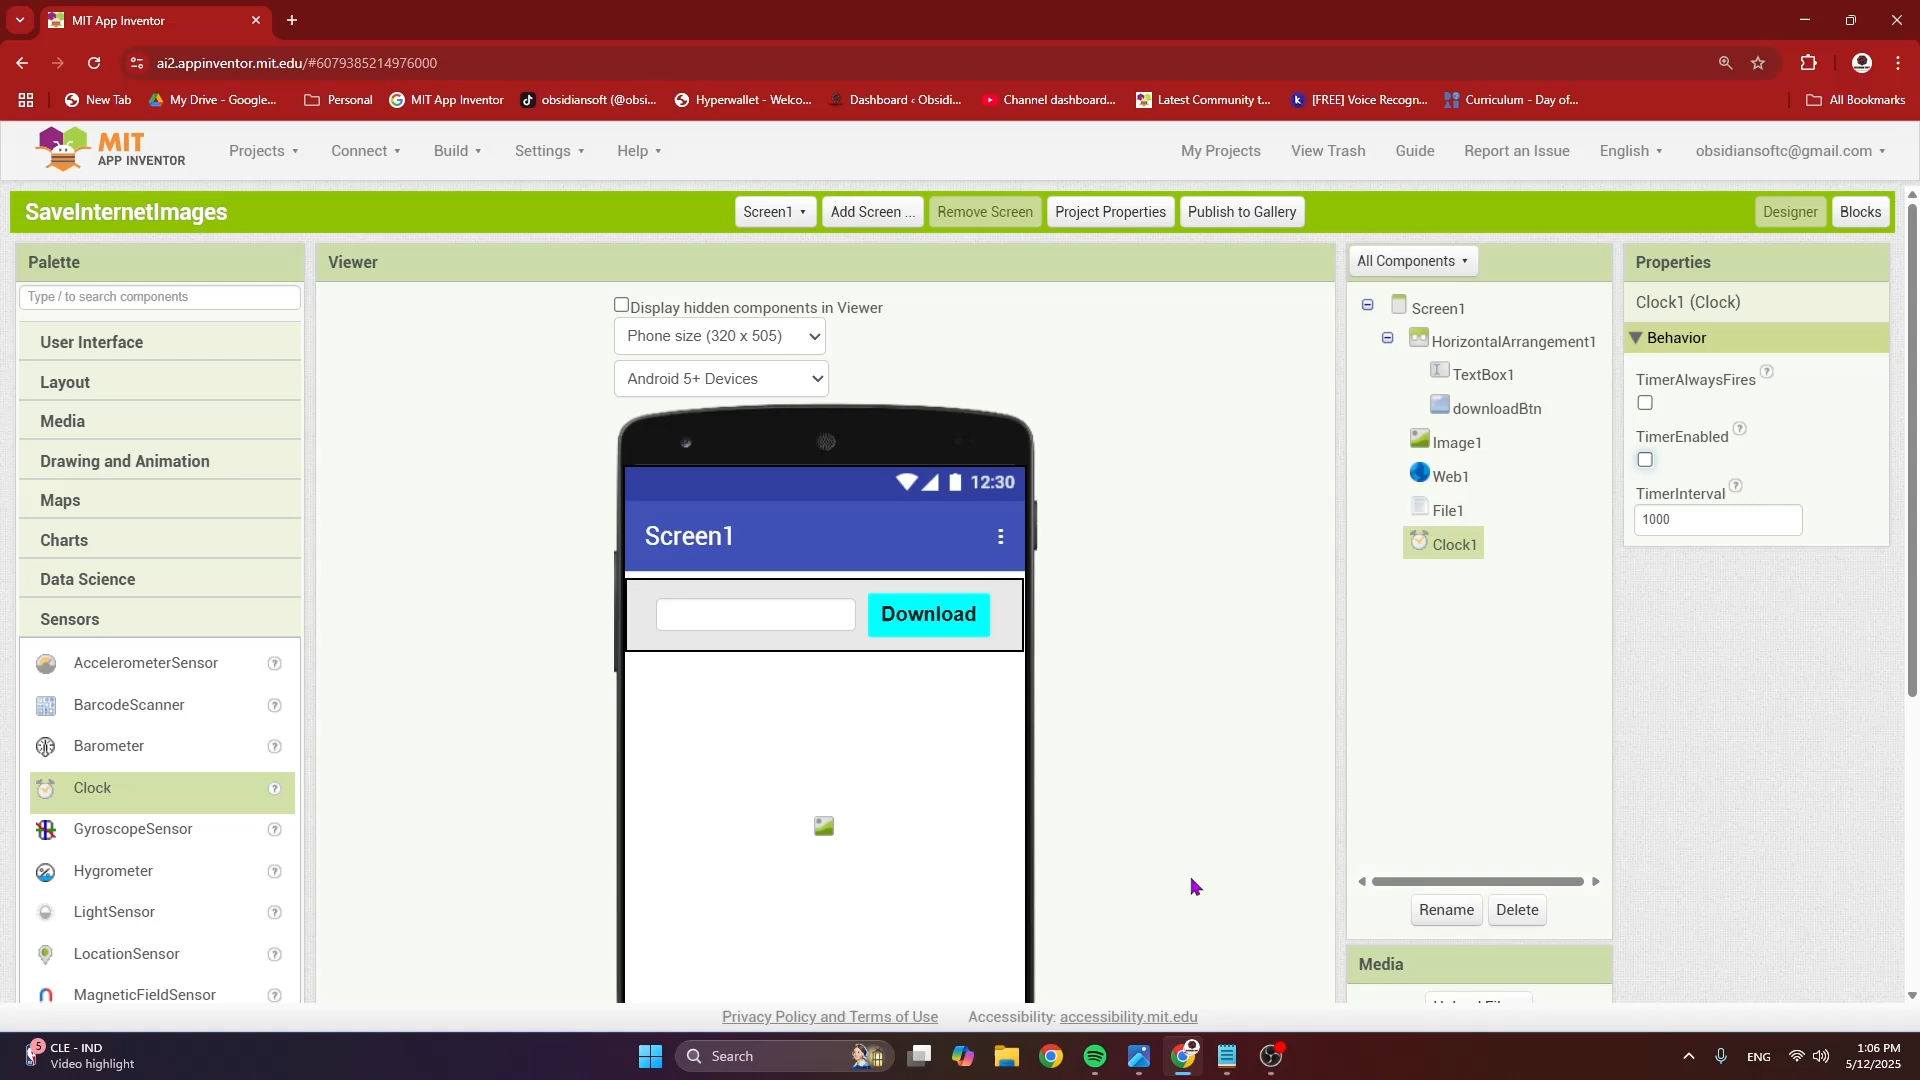 MIT App Inventor
ai2.appinventor.mit.edu/#6079385214976000
New Tab
My Drive - Google...
Personal
MIT App Inventor
obsidiansoft (@obsi...
Hyperwallet - Welco...
Dashboard ‹ Obsidi...
Channel dashboard...
Latest Community t...
[FREE] Voice Recogn...
Curriculum - Day of...
All Bookmarks
MIT
APP INVENTOR
Projects
Connect
Build
Settings
Help
My Projects
View Trash
Guide
Report an Issue
English
obsidiansoftc@gmail.com
SaveInternetImages
Screen1
Add Screen ...
Remove Screen
Project Properties
Publish to Gallery
Designer
Blocks
Palette
Type / to search components
User Interface
Layout
Media
Drawing and Animation
Maps
Charts
Data Science
Sensors
AccelerometerSensor
BarcodeScanner
Barometer
Clock
GyroscopeSensor
Hygrometer
LightSensor
LocationSensor
MagneticFieldSensor
Viewer
Display hidden components in Viewer
Phone size (320 x 505)
Android 5+ Devices
12:30
Screen1
Download
All Components
Screen1
HorizontalArrangement1
TextBox1
downloadBtn
Image1
Web1
File1
Clock1
Rename
Delete
Media
Properties
Clock1 (Clock)
Behavior
TimerAlwaysFires
TimerEnabled
TimerInterval
1000
Privacy Policy and Terms of Use
Accessibility: accessibility.mit.edu
5
CLE - IND
Video highlight
Search
ENG
1:06 PM
5/12/2025